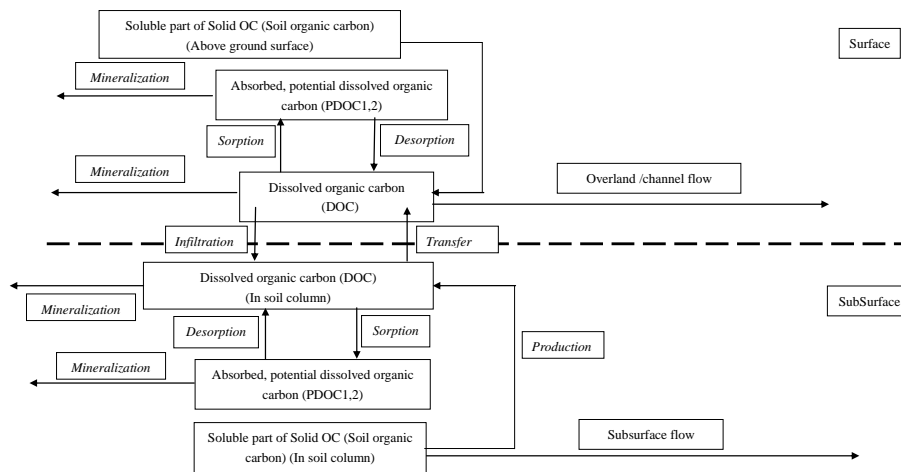 Soluble part of Solid OC (Soil organic carbon)
(Above ground surface)
Surface
Mineralization
Absorbed, potential dissolved organic
carbon (PDOC1,2)
Sorption
Desorption
Mineralization
Dissolved organic carbon
(DOC)
Overland /channel flow
Infiltration
Transfer
Dissolved organic carbon (DOC)
(In soil column)
SubSurface
Mineralization
Desorption
Sorption
Production
Mineralization
Absorbed, potential dissolved organic
carbon (PDOC1,2)
Soluble part of Solid OC (Soil organic
carbon) (In soil column)
Subsurface flow